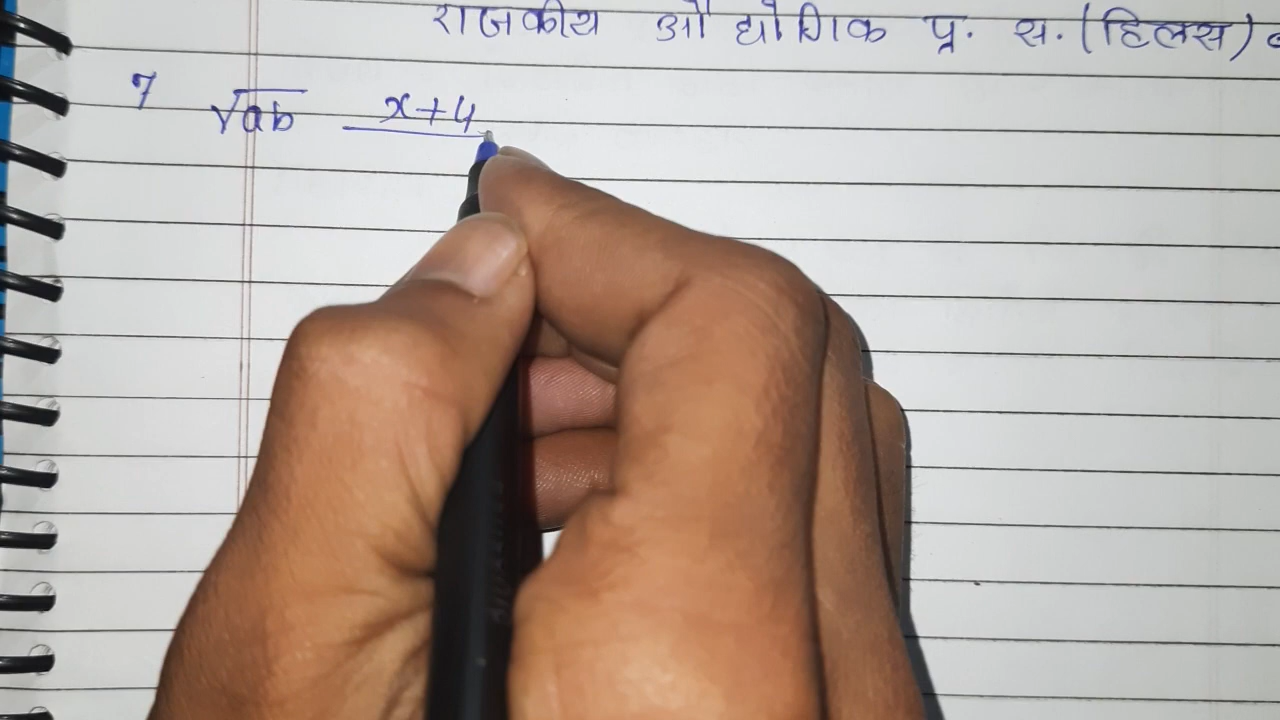 राजकीय औद्योगिक प्र. स. (हिलस)
7 √ab x+4